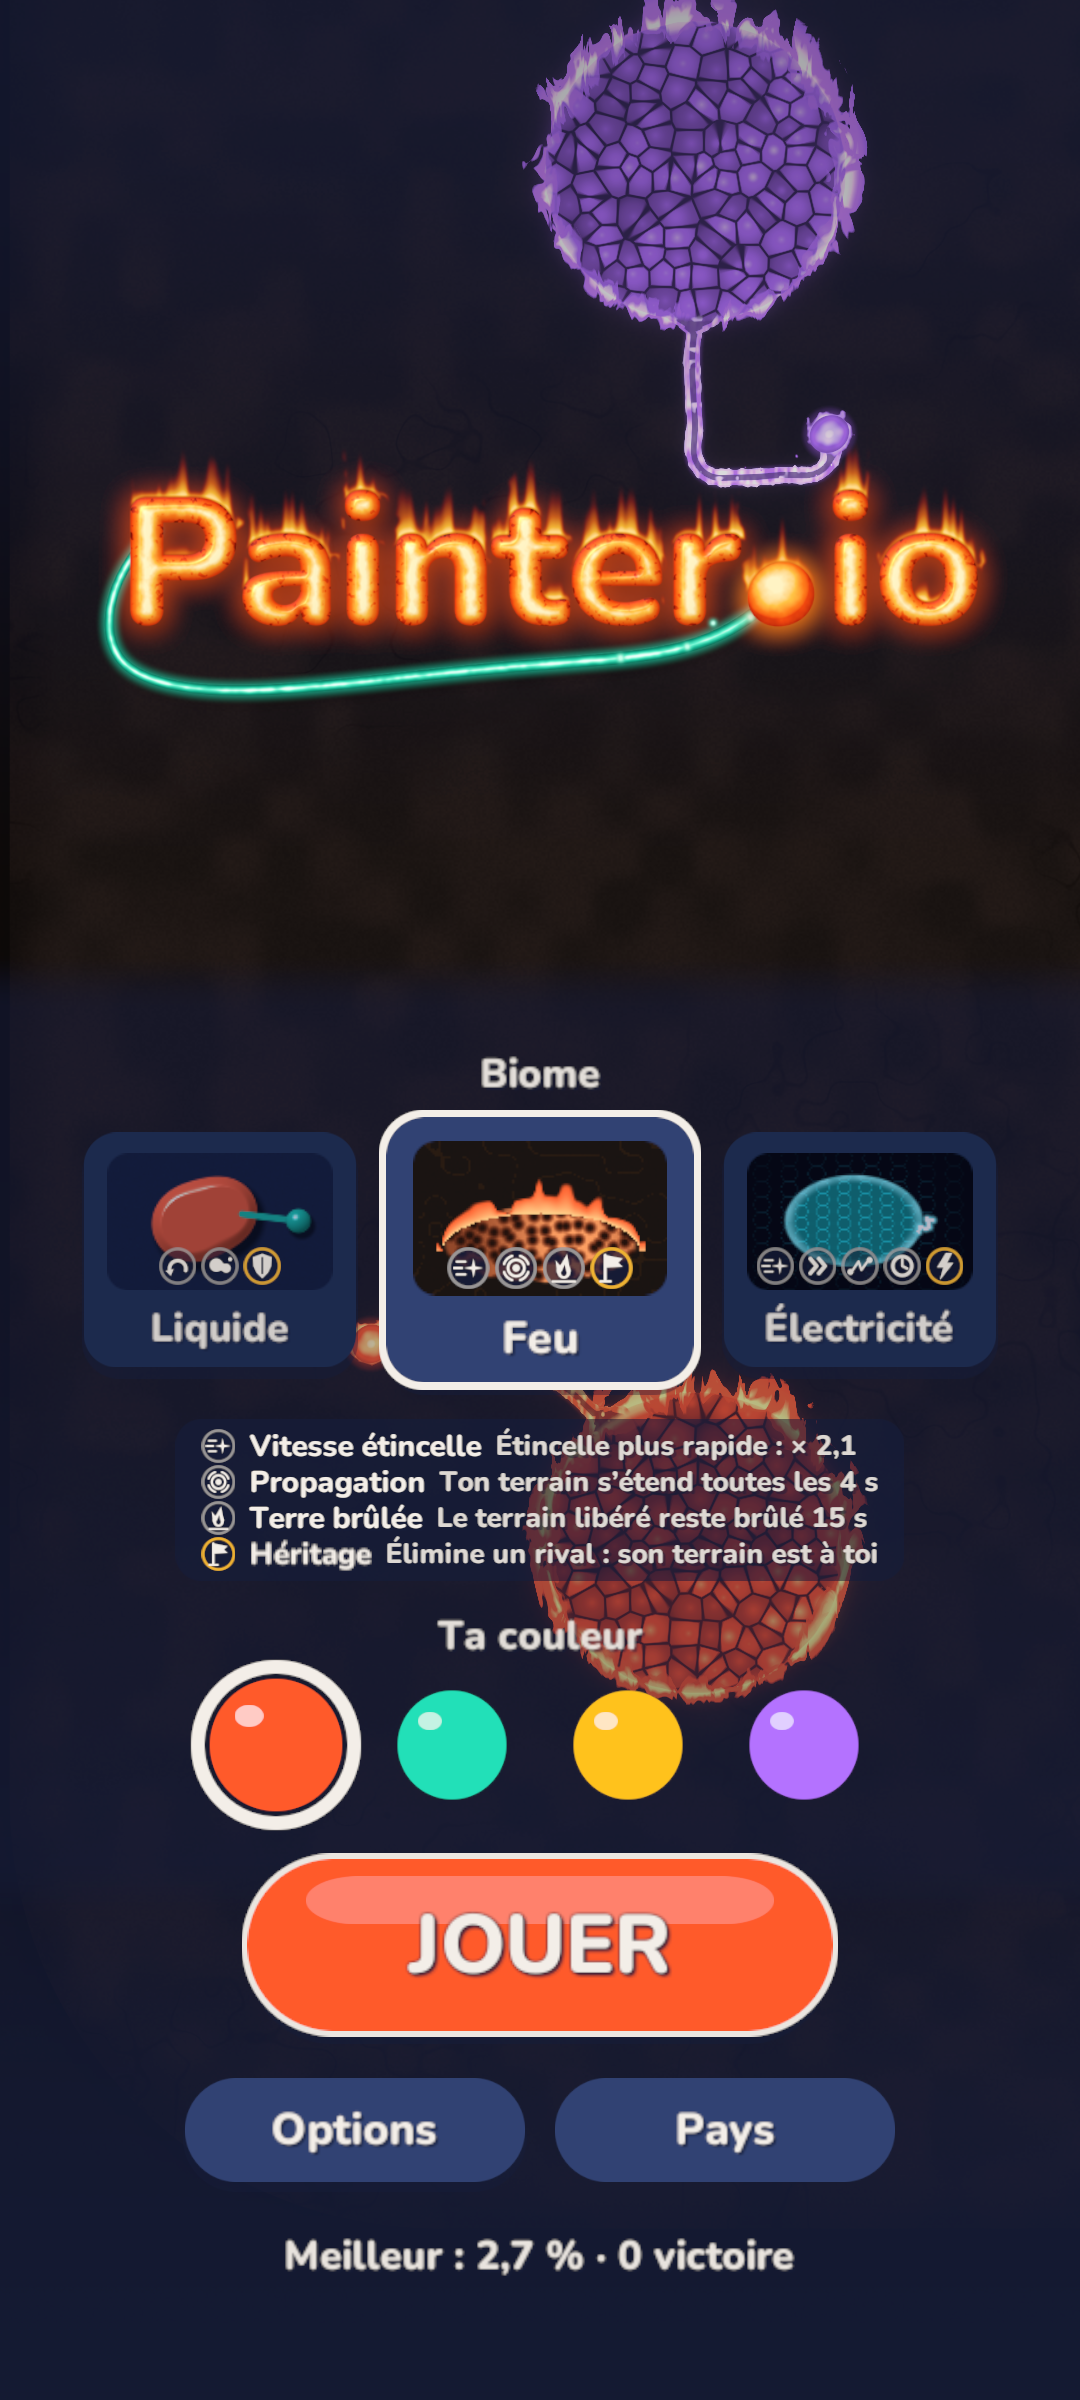 Painter.io
Biome
Liquide
Feu
Électricité
Vitesse étincelle Étincelle plus rapide : × 2,1
Propagation Ton terrain s’étend toutes les 4 s
Terre brûlée Le terrain libéré reste brûlé 15 s
Héritage Élimine un rival : son terrain est à toi
Ta couleur
JOUER
Options
Pays
Meilleur : 2,7 % · 0 victoire